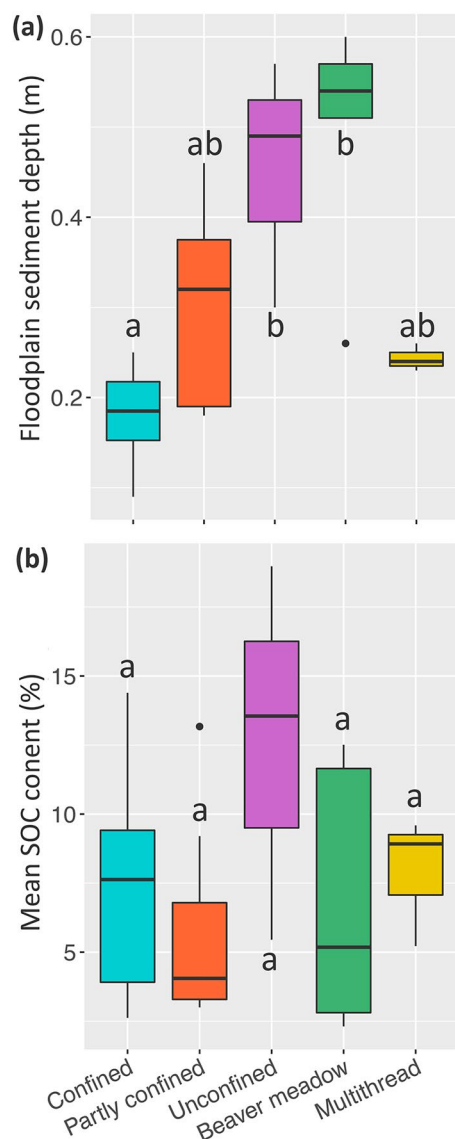 (a)
Floodplain sediment depth (m)
0.6
0.4
0.2
a
ab
b
b
ab
(b)
Mean SOC conent (%)
15
10
5
a
a
a
a
a
Confined
Partly confined
Unconfined
Beaver meadow
Multithread